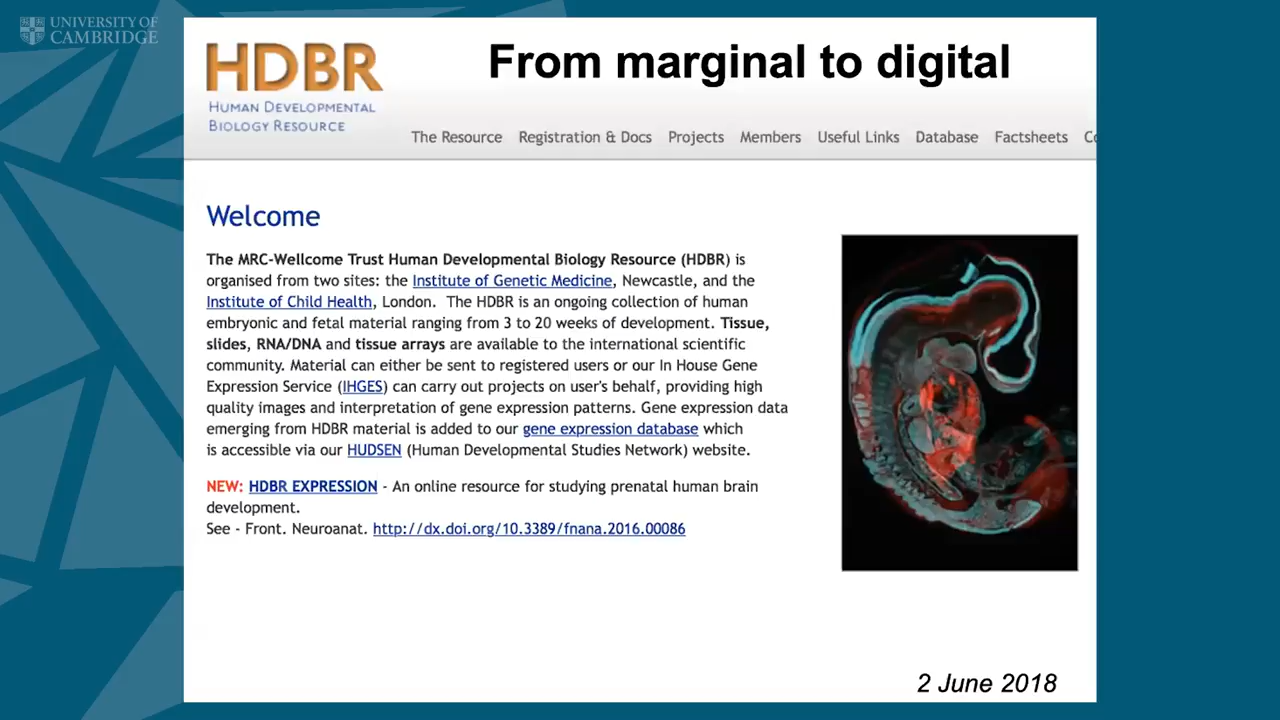 UNIVERSITY OF
CAMBRIDGE
HDBR
HUMAN DEVELOPMENTAL
BIOLOGY RESOURCE
From marginal to digital
The Resource Registration & Docs Projects Members Useful Links Database Factsheets
Welcome
The MRC-Wellcome Trust Human Developmental Biology Resource (HDBR) is
organised from two sites: the Institute of Genetic Medicine, Newcastle, and the
Institute of Child Health, London. The HDBR is an ongoing collection of human
embryonic and fetal material ranging from 3 to 20 weeks of development. Tissue,
slides, RNA/DNA and tissue arrays are available to the international scientific
community. Material can either be sent to registered users or our In House Gene
Expression Service (IHGES) can carry out projects on user's behalf, providing high
quality images and interpretation of gene expression patterns. Gene expression data
emerging from HDBR material is added to our gene expression database which
is accessible via our HUDSEN (Human Developmental Studies Network) website.
NEW: HDBR EXPRESSION - An online resource for studying prenatal human brain
development.
See - Front. Neuroanat. http://dx.doi.org/10.3389/fnana.2016.00086
2 June 2018